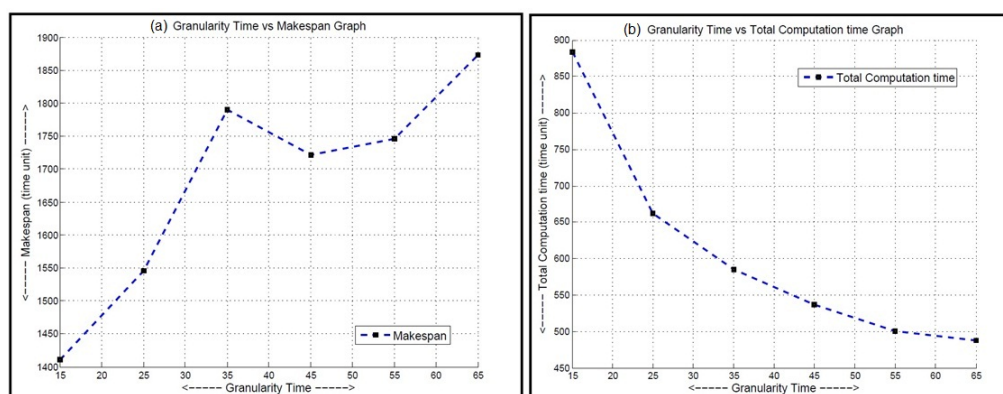 (a) Granularity Time vs Makespan Graph
1900
1850
1800
1750
1700
1650
1600
1550
1500
1450
1400
<------ Makespan (time unit) ------>
Makespan
15 20 25 30 35 40 45 50 55 60 65
<----- Granularity Time ----->
(b) Granularity Time vs Total Computation time Graph
900
850
800
750
700
650
600
550
500
450
<----- Total Computation time (time unit) ----->
Total Computation time
15 20 25 30 35 40 45 50 55 60 65
<----- Granularity Time ----->